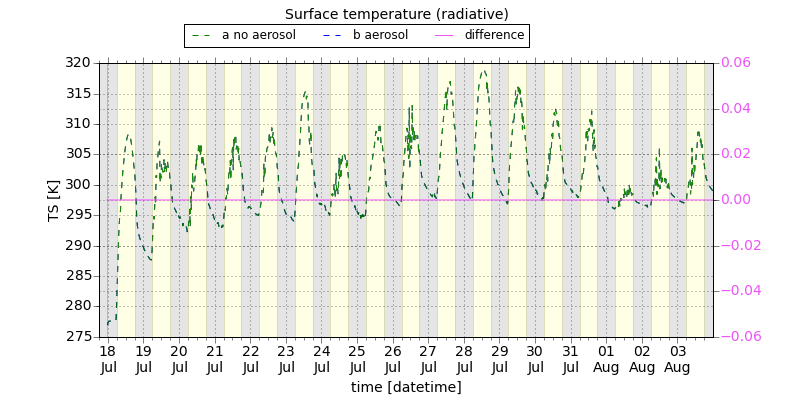 Surface temperature (radiative)
a no aerosol b aerosol difference
320
315
310
305
300
295
290
285
280
275
TS [K]
0.06
0.04
0.02
0.00
−0.02
−0.04
−0.06
18 19 20 21 22 23 24 25 26 27 28 29 30 31 01 02 03
Jul Jul Jul Jul Jul Jul Jul Jul Jul Jul Jul Jul Jul Jul Aug Aug Aug
time [datetime]